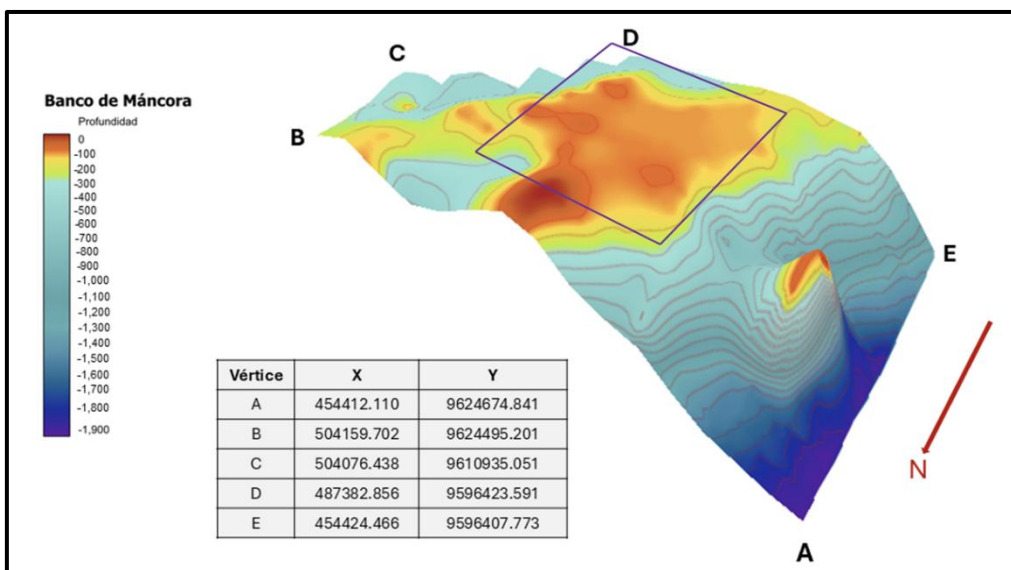 C
D
Banco de Máncora
Profundidad
0
-100
-200
-300
-400
-500
-600
-700
-800
-900
-1,000
-1,100
-1,200
-1,300
-1,400
-1,500
-1,600
-1,700
-1,800
-1,900
B
E
N
A
Vértice X Y
A 454412.110 9624674.841
B 504159.702 9624495.201
C 504076.438 9610935.051
D 487382.856 9596423.591
E 454424.466 9596407.773